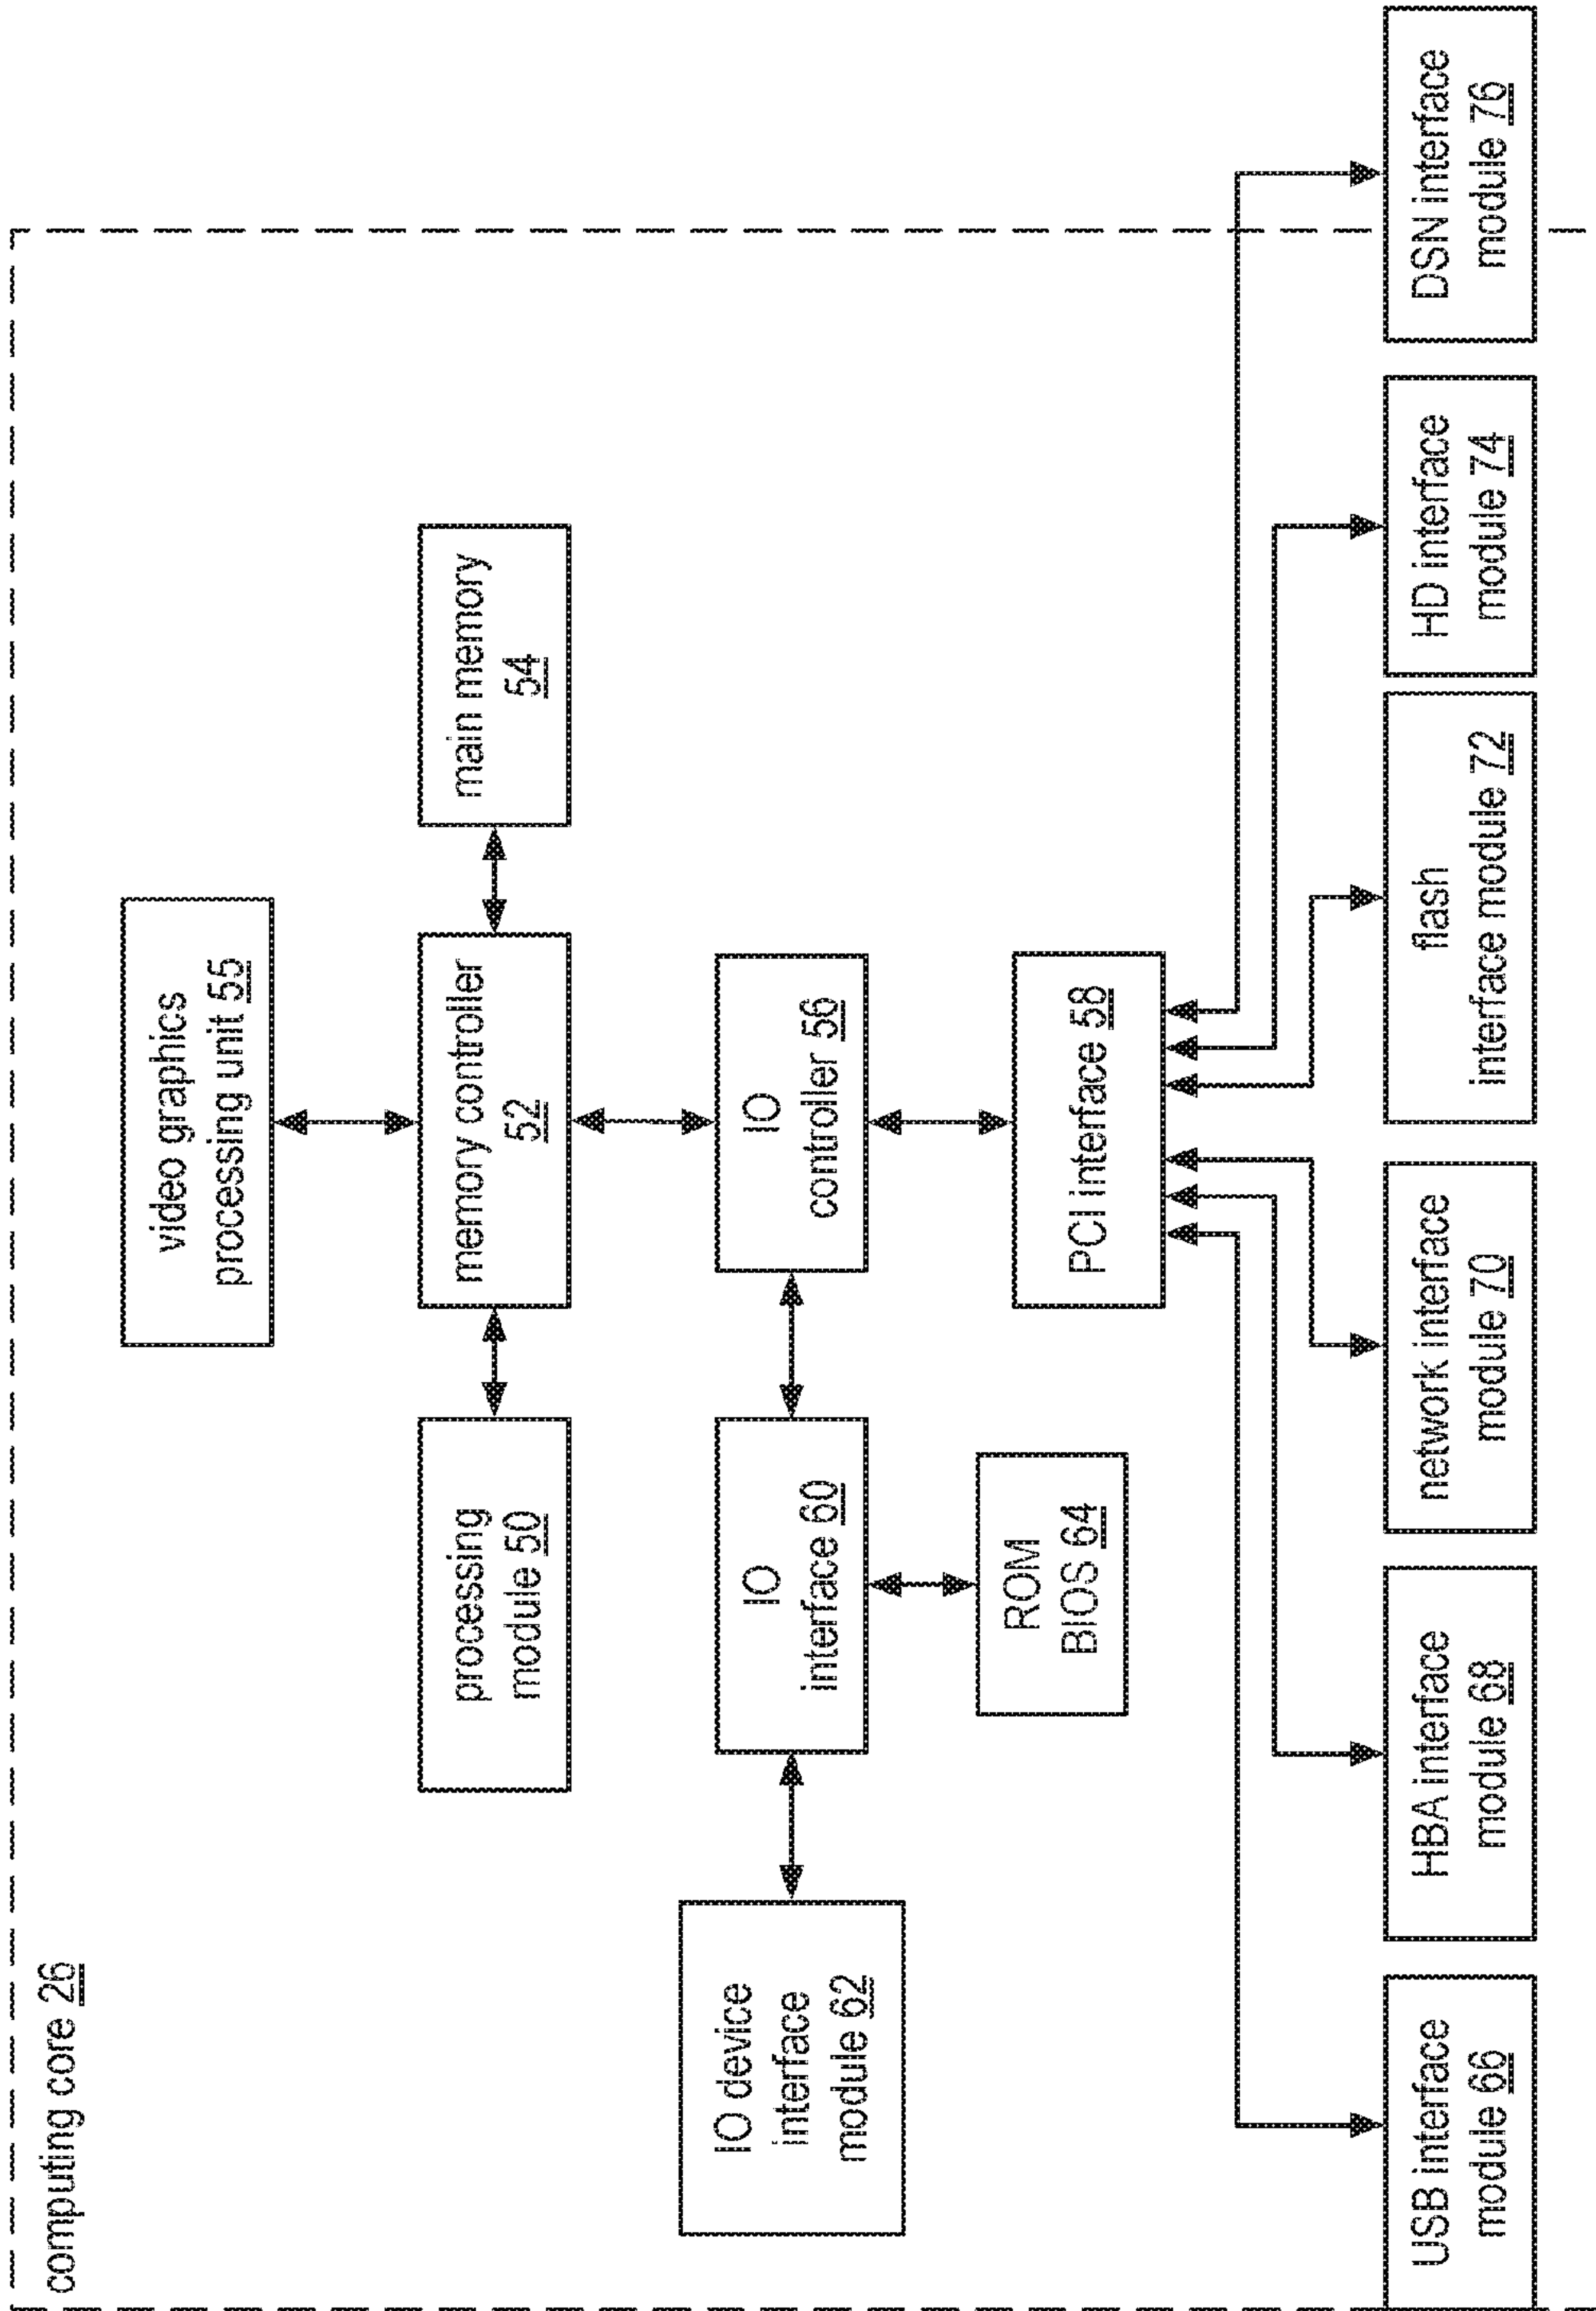 computing core 26
video graphics
processing unit 55
processing
module 50
memory controller
52
main memory
54
IO device
interface
module 62
IO
interface 60
IO
controller 56
ROM
BIOS 64
PCI interface 58
USB interface
module 66
HBA interface
module 68
network interface
module 70
flash
interface module 72
HD interface
module 74
DSN interface
module 76